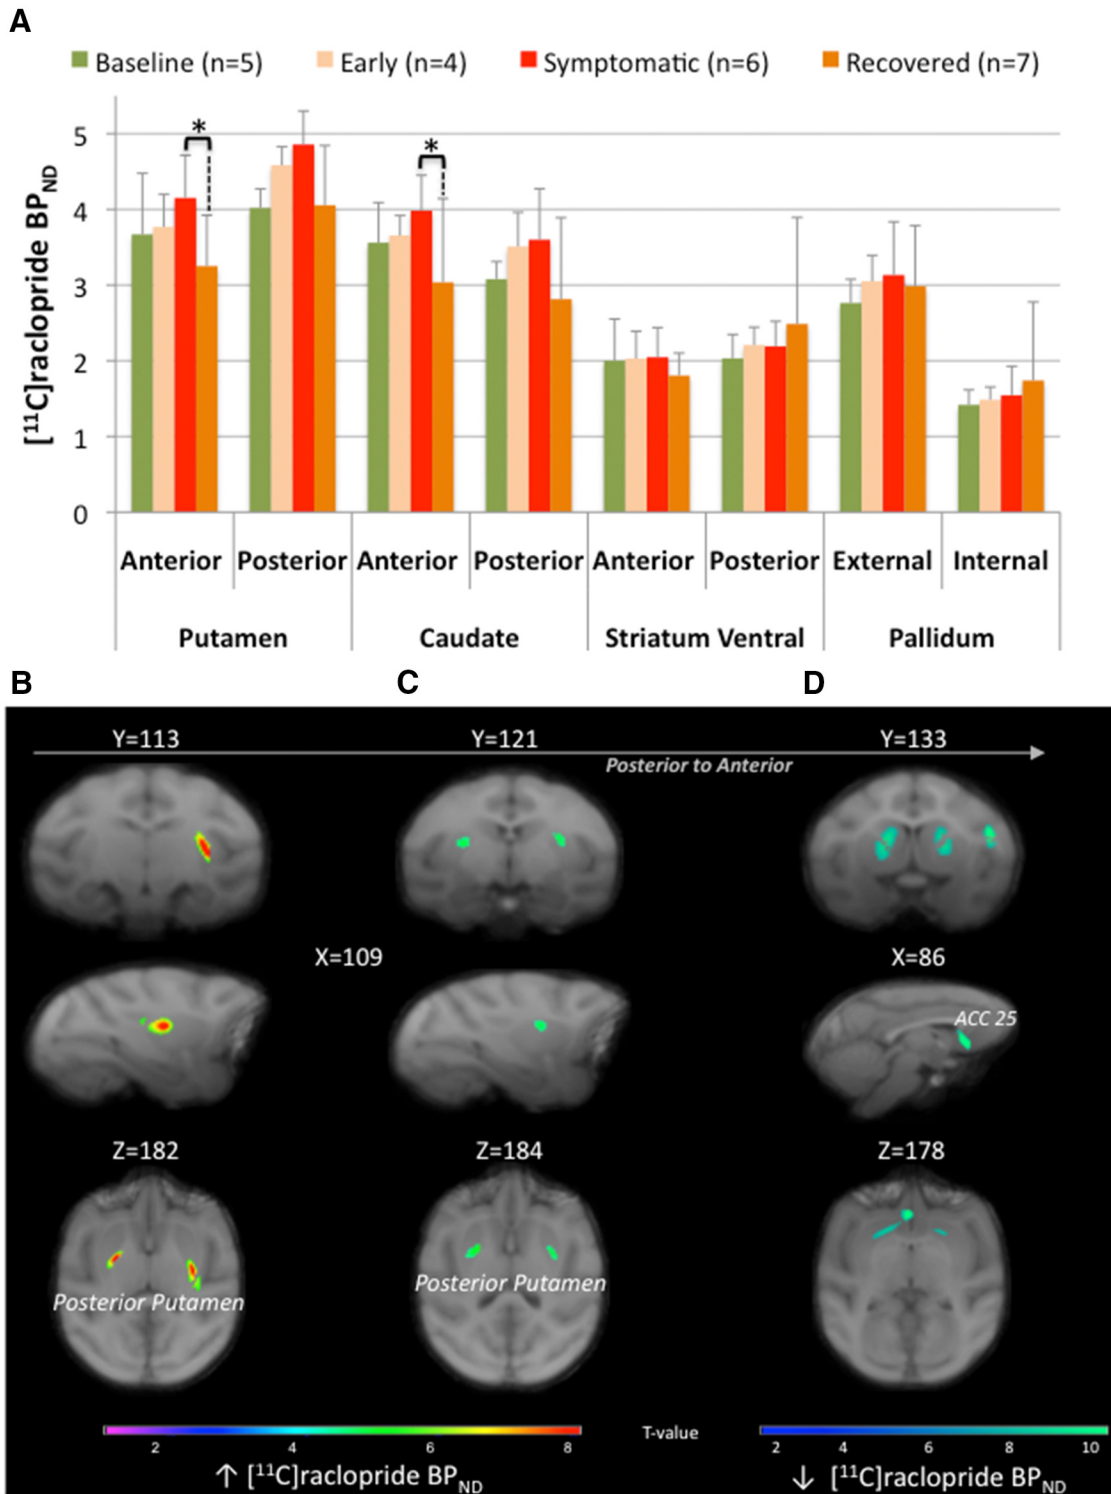 A
Baseline (n=5) Early (n=4) Symptomatic (n=6) Recovered (n=7)
[¹¹C]raclopride BP_ND
5
4
3
2
1
0
* *
Anterior Posterior Anterior Posterior Anterior Posterior External Internal
Putamen Caudate Striatum Ventral Pallidum
B C D
Y=113 Y=121 Y=133
Posterior to Anterior
X=109 X=86
ACC 25
Z=182 Z=184 Z=178
Posterior Putamen Posterior Putamen
T-value
2 4 6 8 2 4 6 8 10
↑ [¹¹C]raclopride BP_ND ↓ [¹¹C]raclopride BP_ND